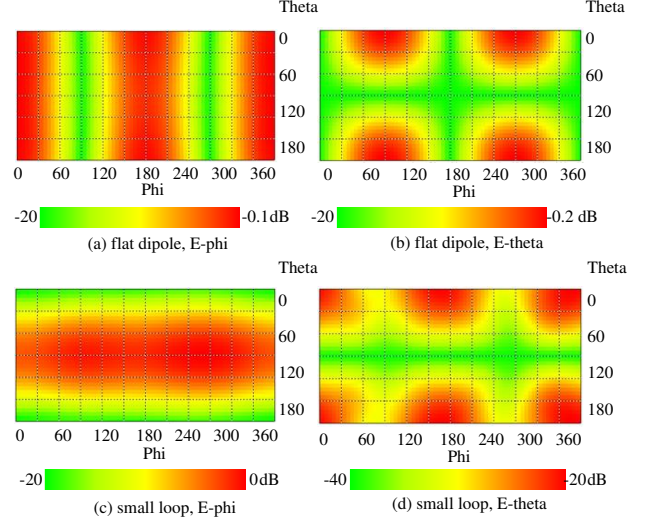 Theta
Theta
0
60
120
180
0
60
120
180
0 60 120 180 240 300 360
Phi
0 60 120 180 240 300 360
Phi
-20 -0.1dB
-20 -0.2 dB
(a) flat dipole, E-phi
(b) flat dipole, E-theta
Theta
Theta
0
60
120
180
0
60
120
180
0 60 120 180 240 300 360
Phi
0 60 120 180 240 300 360
Phi
-20 0dB
-40 -20dB
(c) small loop, E-phi
(d) small loop, E-theta